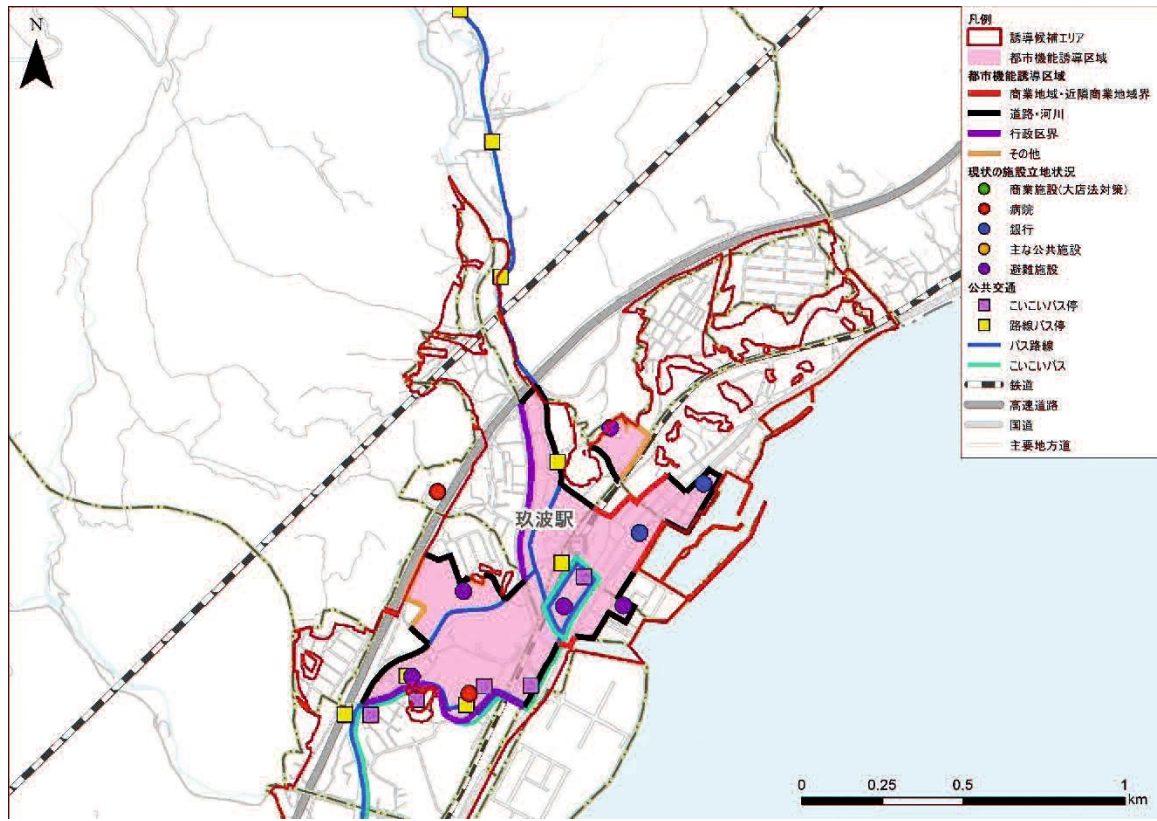 N
凡例
誘導候補エリア
都市機能誘導区域
都市機能誘導区域
商業地域・近隣商業地域界
道路・河川
行政区界
その他
現状の施設立地状況
商業施設(大店法対策)
病院
銀行
主な公共施設
避難施設
公共交通
こいこいバス停
路線バス停
バス路線
こいこいバス
鉄道
高速道路
国道
主要地方道
玖波駅
0 0.25 0.5 1
km